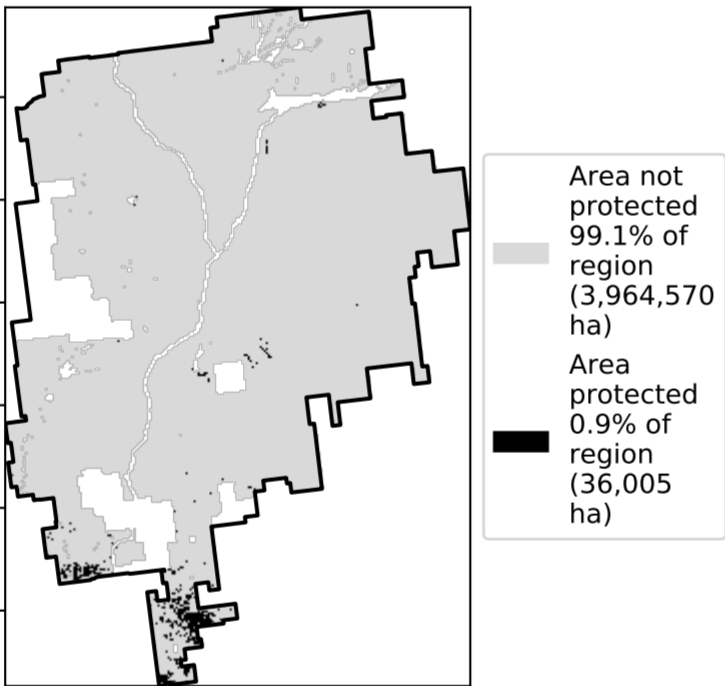 Area not
protected
99.1% of
region
(3,964,570
ha)
Area
protected
0.9% of
region
(36,005
ha)